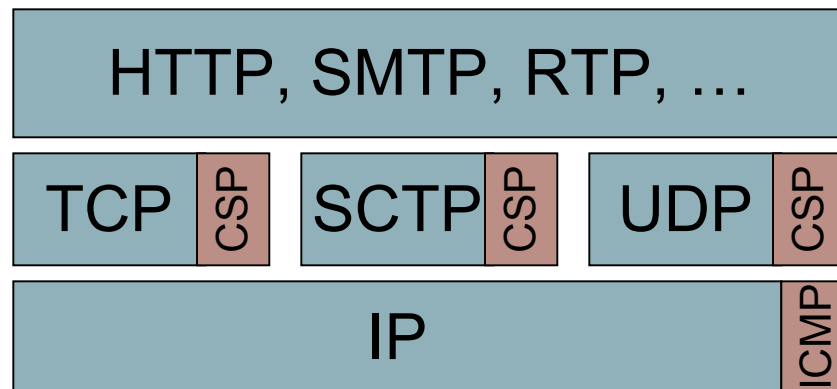 HTTP, SMTP, RTP, …
TCP CSP SCTP CSP UDP CSP
IP ICMP